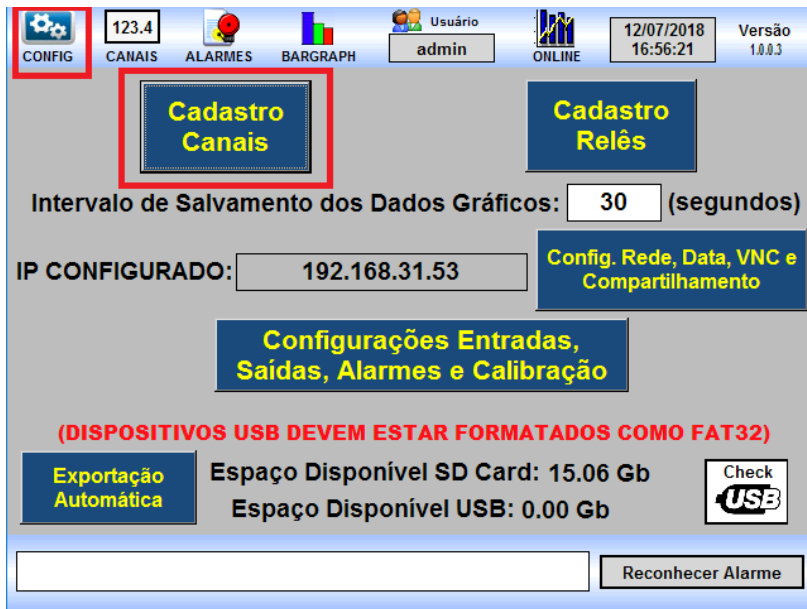 CONFIG
123.4
CANAIS
ALARMES
BARGRAPH
Usuário
admin
ONLINE
12/07/2018
16:56:21
Versão
1.0.0.3
Cadastro
Canais
Cadastro
Relês
Intervalo de Salvamento dos Dados Gráficos: 30 (segundos)
IP CONFIGURADO: 192.168.31.53
Config. Rede, Data, VNC e
Compartilhamento
Configurações Entradas,
Saídas, Alarmes e Calibração
(DISPOSITIVOS USB DEVEM ESTAR FORMATADOS COMO FAT32)
Exportação
Automática
Espaço Disponível SD Card: 15.06 Gb
Espaço Disponível USB: 0.00 Gb
Check
USB
Reconhecer Alarme